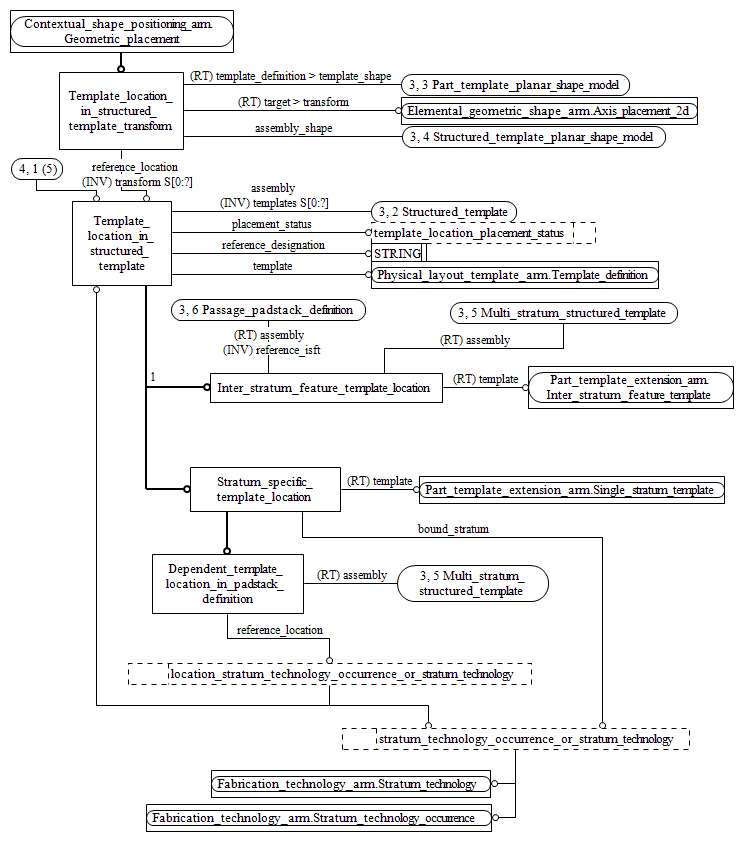 Contextual_shape_positioning_arm.
Geometric_placement
(RT) template_definition > template_shape
3, 3 Part_template_planar_shape_model
Template_location_
in_structured_
template_transform
(RT) target > transform
Elemental_geometric_shape_arm.Axis_placement_2d
assembly_shape
3, 4 Structured_template_planar_shape_model
4, 1 (5)
reference_location
(INV) transform S[0:?]
assembly
(INV) templates S[0:?]
3, 2 Structured_template
Template_
location_in_
structured_
template
placement_status
template_location_placement_status
reference_designation
STRING
template
Physical_layout_template_arm.Template_definition
3, 6 Passage_padstack_definition
3, 5 Multi_stratum_structured_template
(RT) assembly
(INV) reference_isft
(RT) assembly
1
Inter_stratum_feature_template_location
(RT) template
Part_template_extension_arm.
Inter_stratum_feature_template
Stratum_specific_
template_location
(RT) template
Part_template_extension_arm.Single_stratum_template
bound_stratum
Dependent_template_
location_in_padstack_
definition
(RT) assembly
3, 5 Multi_stratum_
structured_template
reference_location
location_stratum_technology_occurrence_or_stratum_technology
stratum_technology_occurrence_or_stratum_technology
Fabrication_technology_arm.Stratum_technology
Fabrication_technology_arm.Stratum_technology_occurrence